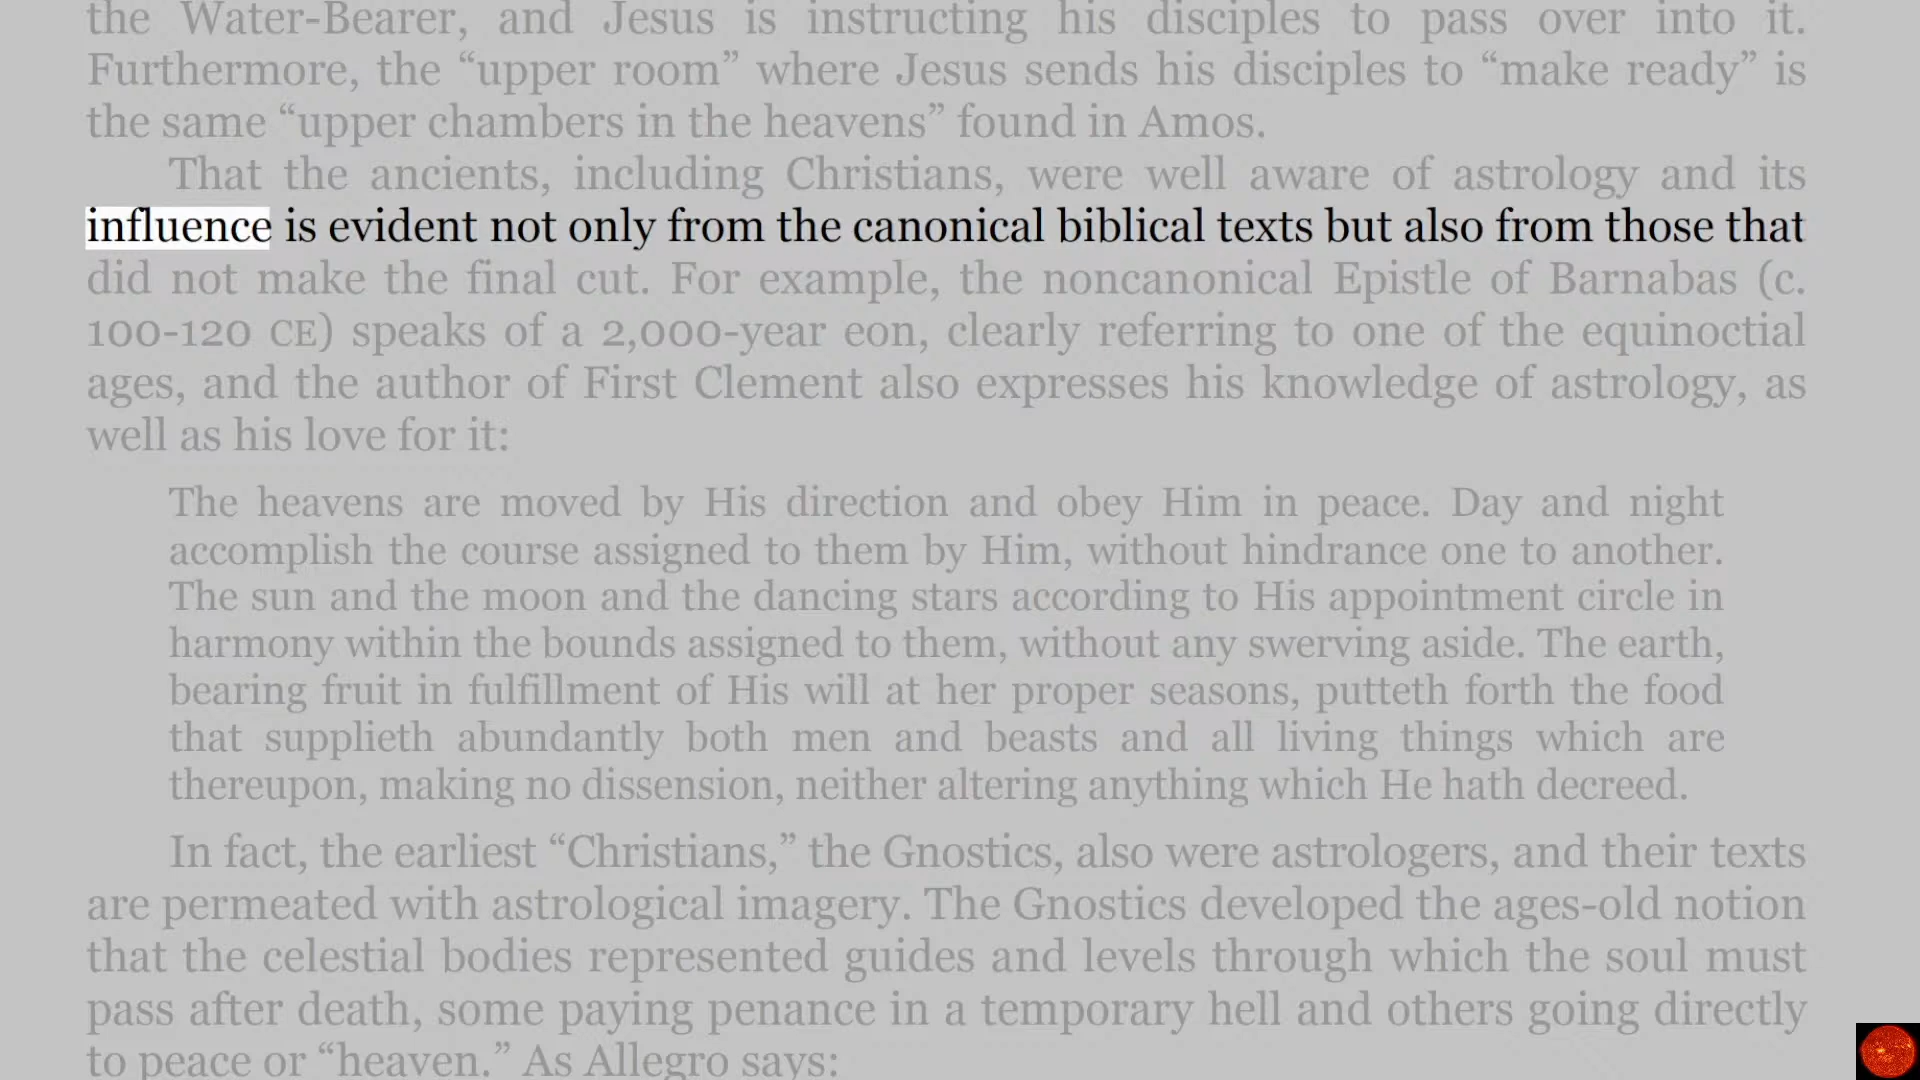 the Water-Bearer, and Jesus is instructing his disciples to pass over into it.
Furthermore, the “upper room” where Jesus sends his disciples to “make ready” is
the same “upper chambers in the heavens” found in Amos.
That the ancients, including Christians, were well aware of astrology and its
influence is evident not only from the canonical biblical texts but also from those that
did not make the final cut. For example, the noncanonical Epistle of Barnabas (c.
100-120 CE) speaks of a 2,000-year eon, clearly referring to one of the equinoctial
ages, and the author of First Clement also expresses his knowledge of astrology, as
well as his love for it:
The heavens are moved by His direction and obey Him in peace. Day and night
accomplish the course assigned to them by Him, without hindrance one to another.
The sun and the moon and the dancing stars according to His appointment circle in
harmony within the bounds assigned to them, without any swerving aside. The earth,
bearing fruit in fulfillment of His will at her proper seasons, putteth forth the food
that supplieth abundantly both men and beasts and all living things which are
thereupon, making no dissension, neither altering anything which He hath decreed.
In fact, the earliest “Christians,” the Gnostics, also were astrologers, and their texts
are permeated with astrological imagery. The Gnostics developed the ages-old notion
that the celestial bodies represented guides and levels through which the soul must
pass after death, some paying penance in a temporary hell and others going directly
to peace or “heaven.” As Allegro says: